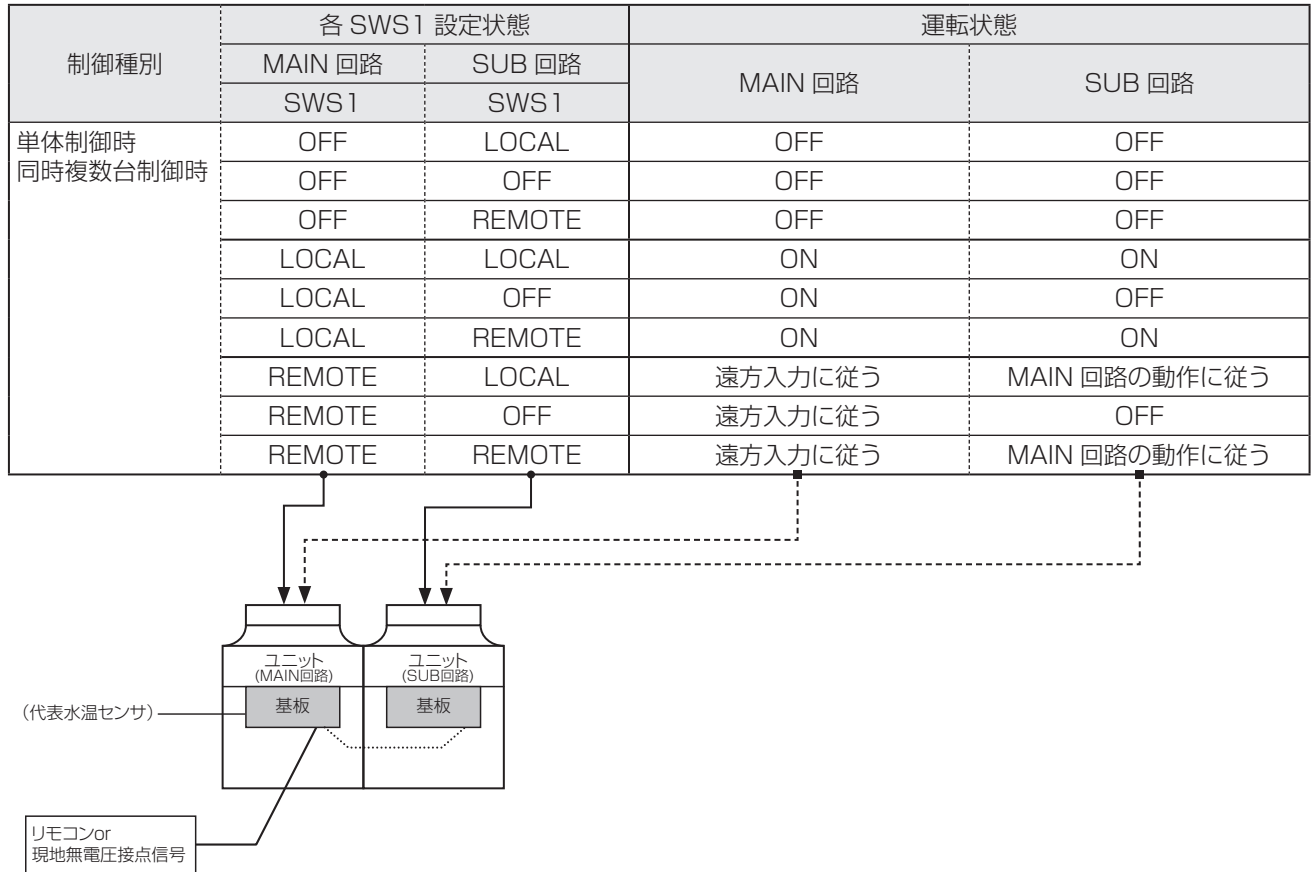 制御種別 各 SWS1 設定状態 運転状態
MAIN 回路 SUB 回路 MAIN 回路 SUB 回路
SWS1 SWS1
単体制御時 OFF LOCAL OFF OFF
同時複数台制御時 OFF OFF OFF OFF
OFF REMOTE OFF OFF
LOCAL LOCAL ON ON
LOCAL OFF ON OFF
LOCAL REMOTE ON ON
REMOTE LOCAL 遠方入力に従う MAIN 回路の動作に従う
REMOTE OFF 遠方入力に従う OFF
REMOTE REMOTE 遠方入力に従う MAIN 回路の動作に従う
ユニット
(MAIN回路)
ユニット
(SUB回路)
基板 基板
(代表水温センサ)
リモコンor
現地無電圧接点信号